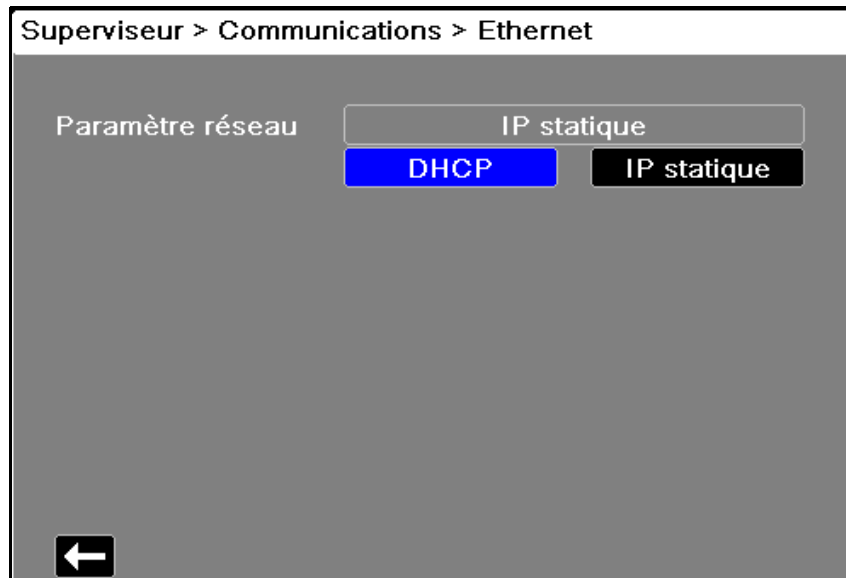 Superviseur > Communications > Ethernet
Paramètre réseau IP statique
DHCP IP statique